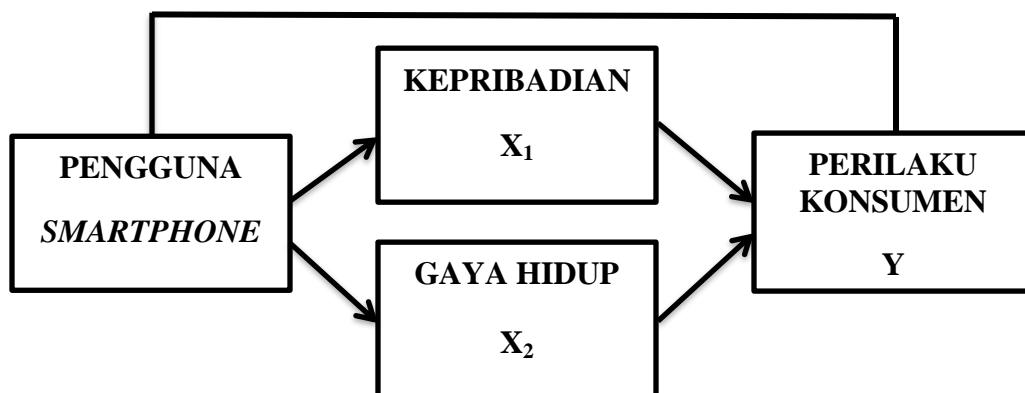 KEPRIBADIAN
X₁
PENGGUNA
SMARTPHONE
PERILAKU
KONSUMEN
Y
GAYA HIDUP
X₂